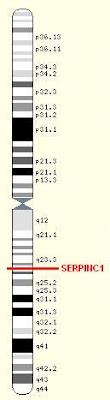 p36.13
p36.11
p34.3
p34.2
p32.3
p31.3
p31.2
p31.1
p21.3
p21.1
p13.3
q12
q21.1
q23.3
SERPINC1
q25.2
q25.3
q31.1
q31.3
q32.1
q32.2
q41
q42.2
q43
q44